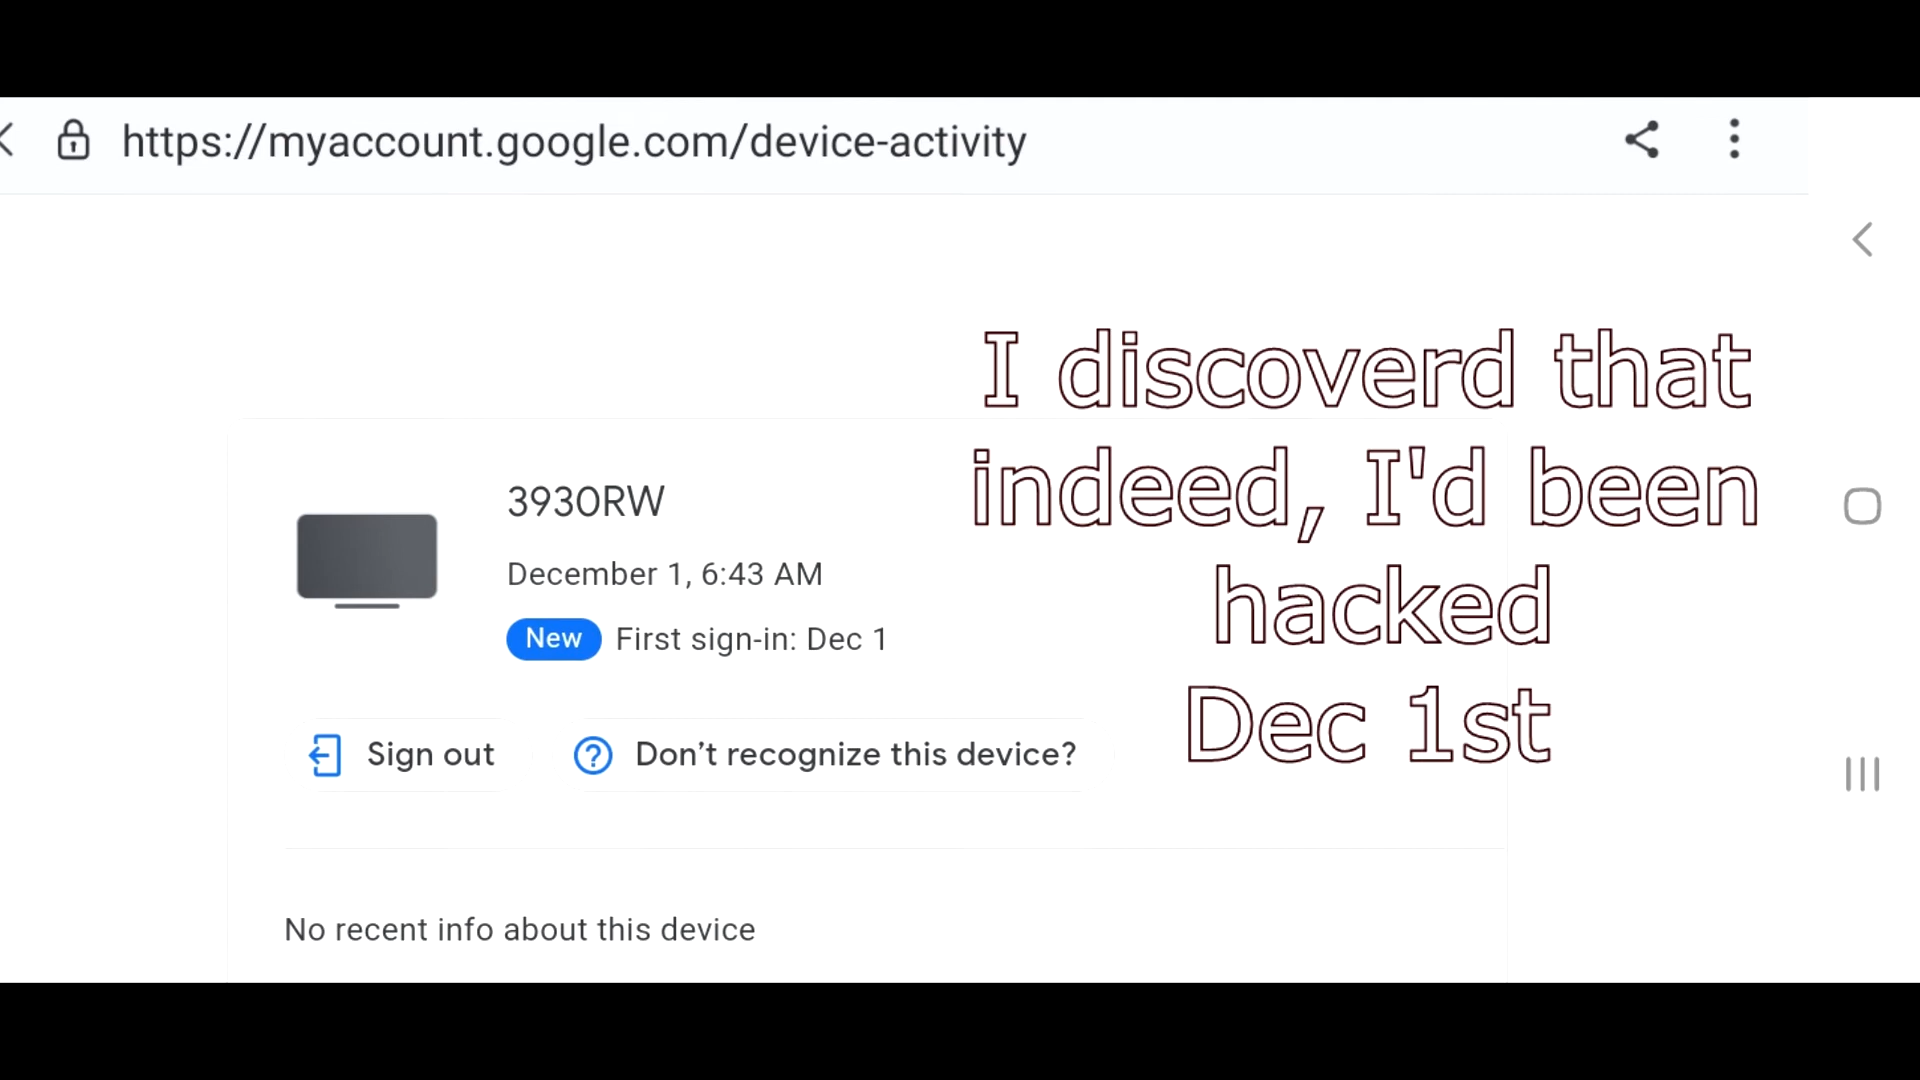 https://myaccount.google.com/device-activity
I discoverd that
indeed, I'd been
hacked
Dec 1st
3930RW
December 1, 6:43 AM
New First sign-in: Dec 1
Sign out Don’t recognize this device?
No recent info about this device